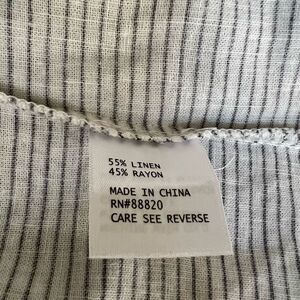 55% LINEN
45% RAYON
MADE IN CHINA
RN#88820
CARE SEE REVERSE